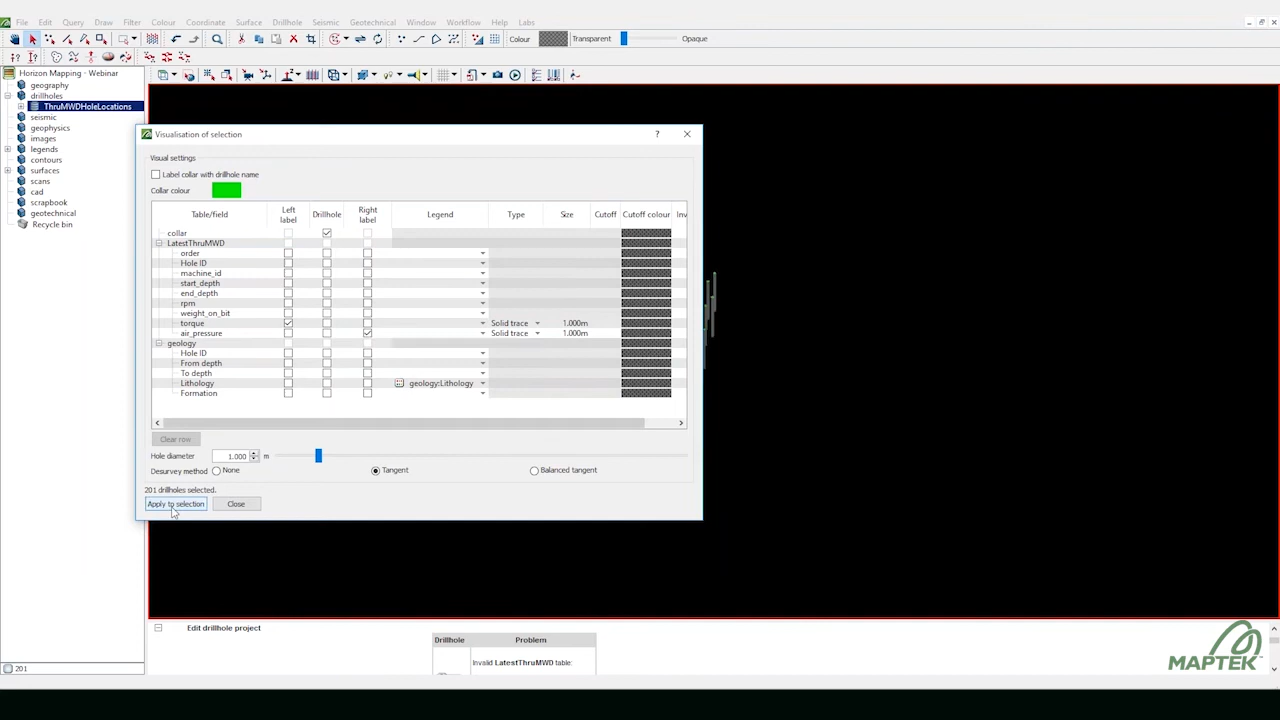 File Edit Query Draw Filter Colour Coordinate Surface Drillhole Seismic Geotechnical Window Workflow Help Labs
Colour Transparent Opaque
Horizon Mapping - Webinar
geography
drillholes
ThruMWDHoleLocations
seismic
geophysics
images
legends
contours
surfaces
scans
cad
scrapbook
geotechnical
Recycle bin
Visualisation of selection ?
Visual settings
Label collar with drillhole name
Collar colour
Table/field Left label Drillhole Right label Legend Type Size Cutoff Cutoff colour Inv
collar
LatestThruMWD
order
Hole ID
machine_id
start_depth
end_depth
rpm
weight_on_bit
torque Solid trace 1.000m
air_pressure Solid trace 1.000m
geology
Hole ID
From depth
To depth
Lithology geology:Lithology
Formation
Clear row
Hole diameter 1.000 m
Desurvey method None Tangent Balanced tangent
201 drillholes selected.
Apply to selection Close
Edit drillhole project
Drillhole Problem
Invalid LatestThruMWD table:
201
MAPTEK